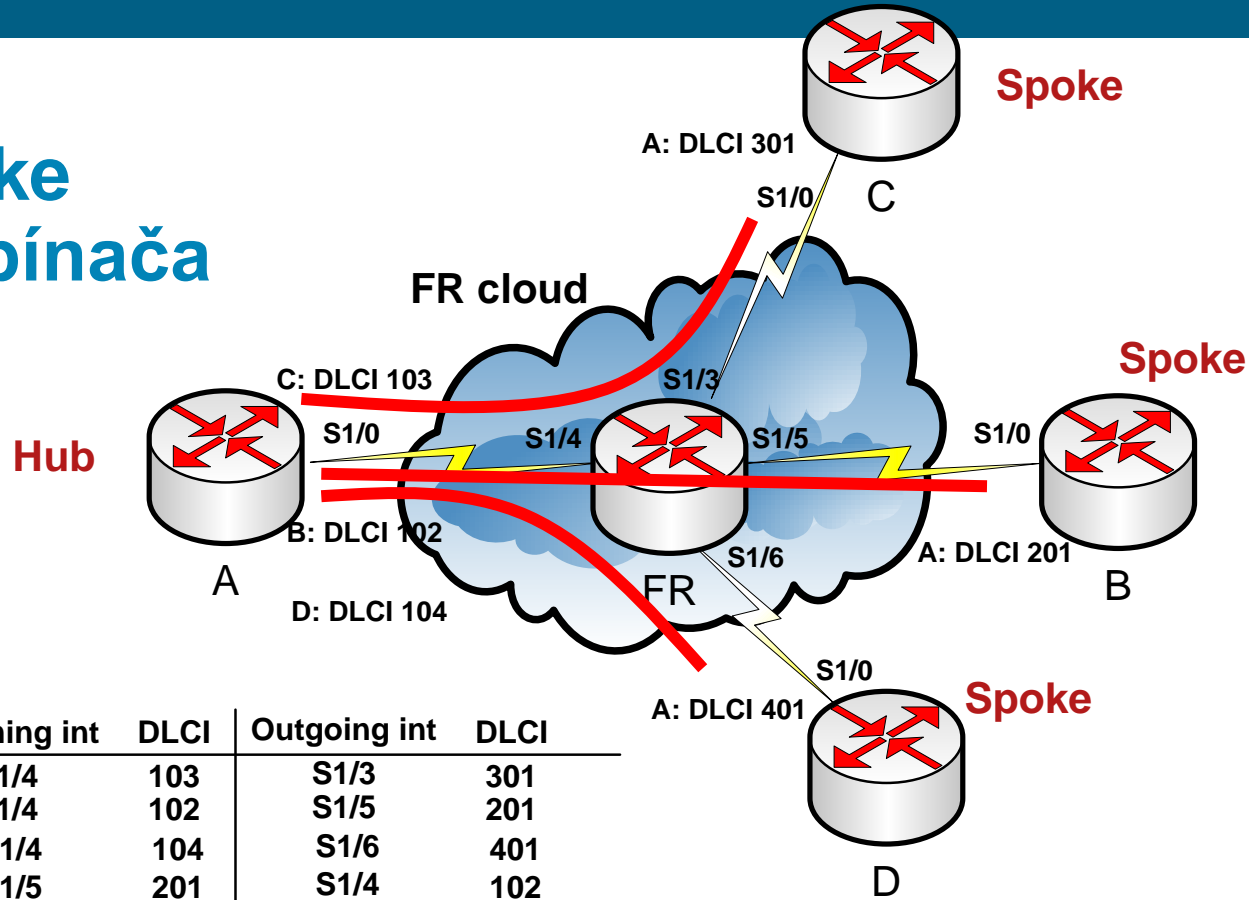 ke
pínača
Spoke
A: DLCI 301
S1/0
C
FR cloud
Spoke
C: DLCI 103
S1/3
Hub
S1/0
S1/4
S1/5
S1/0
B: DLCI 102
S1/6
A: DLCI 201
A
FR
B
D: DLCI 104
S1/0
A: DLCI 401
Spoke
D
ning int DLCI Outgoing int DLCI
1/4 103 S1/3 301
1/4 102 S1/5 201
1/4 104 S1/6 401
1/5 201 S1/4 102